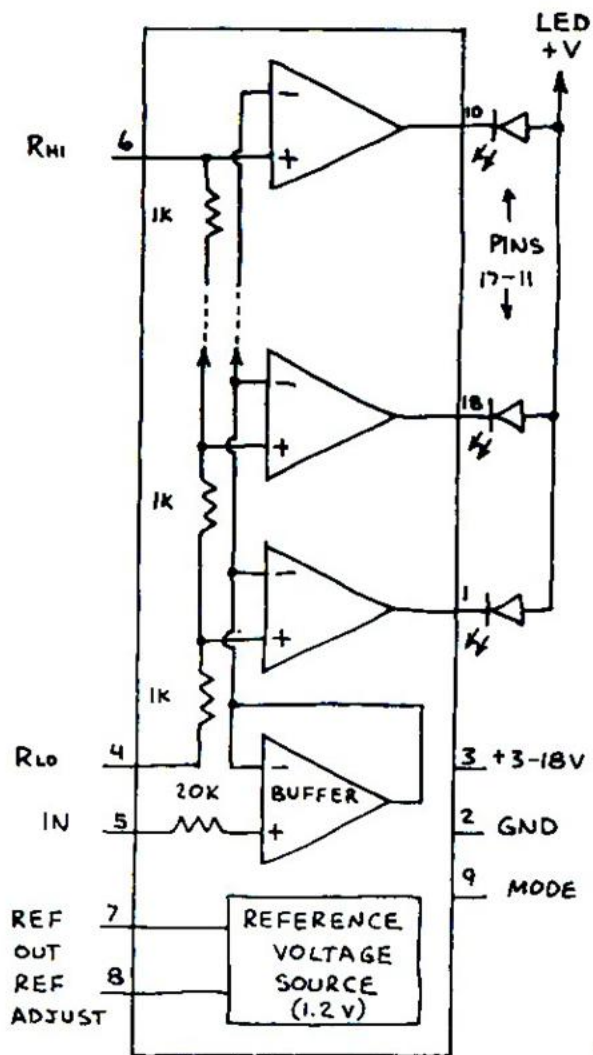 LED
+V
10
−
+
RHI 6
1K
PINS
17-11
−
18
+
1K
−
1
+
1K
RLO 4
−
3 +3-18V
20K
BUFFER
IN 5
+
2 GND
9 MODE
REF 7
OUT
REF 8
ADJUST
REFERENCE
VOLTAGE
SOURCE
(1.2 V)